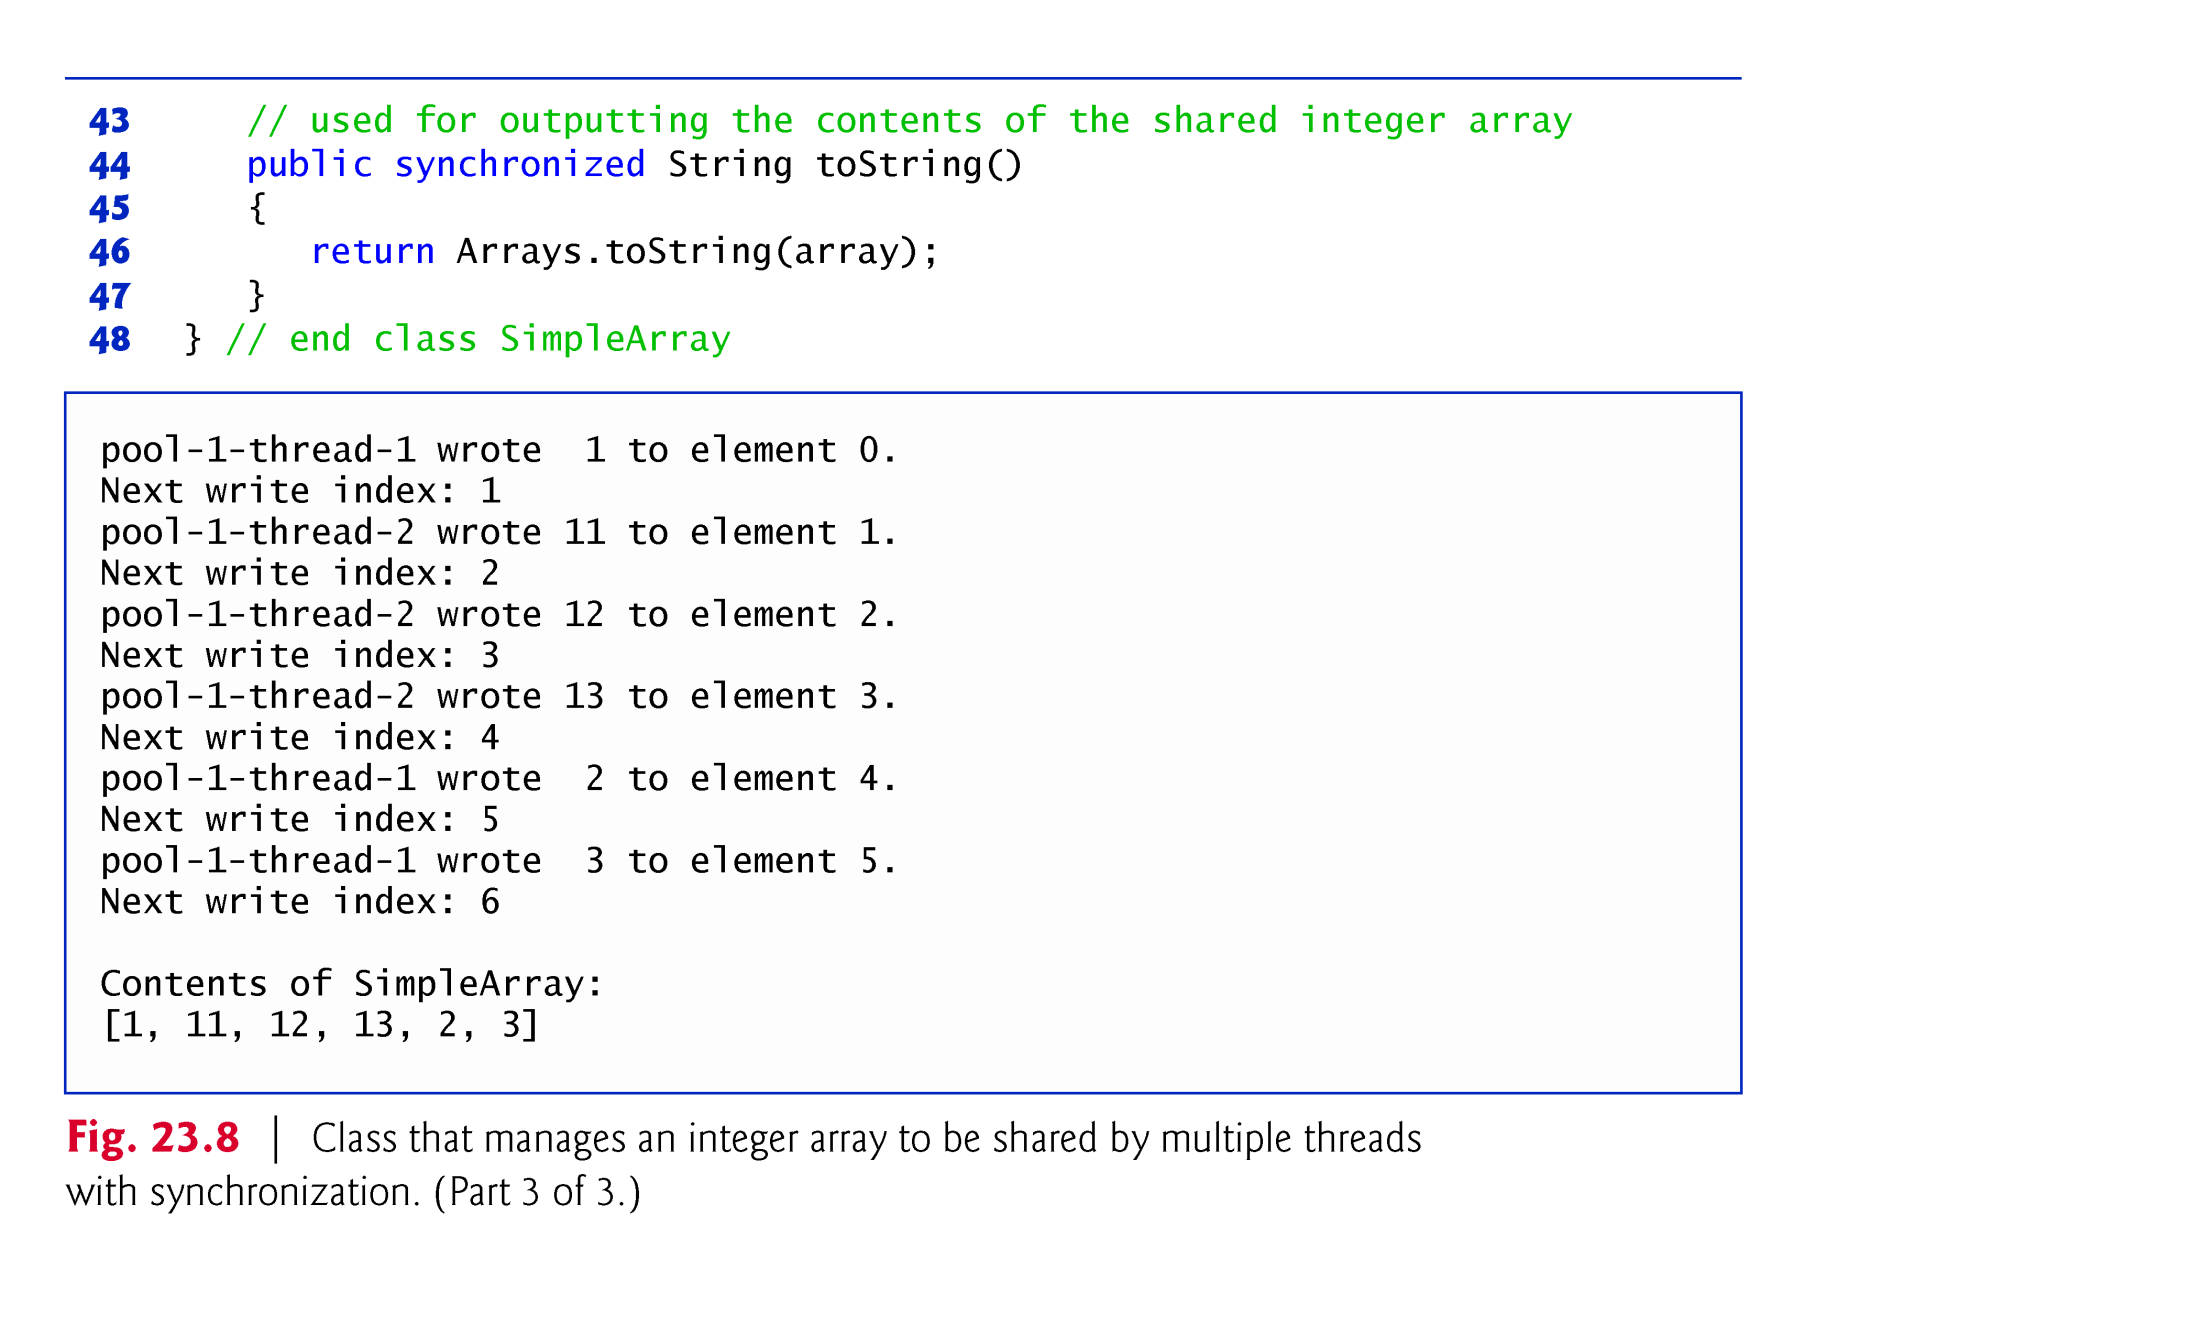 43 // used for outputting the contents of the shared integer array
44 public synchronized String toString()
45 {
46 return Arrays.toString(array);
47 }
48 } // end class SimpleArray
pool-1-thread-1 wrote  1 to element 0.
Next write index: 1
pool-1-thread-2 wrote 11 to element 1.
Next write index: 2
pool-1-thread-2 wrote 12 to element 2.
Next write index: 3
pool-1-thread-2 wrote 13 to element 3.
Next write index: 4
pool-1-thread-1 wrote  2 to element 4.
Next write index: 5
pool-1-thread-1 wrote  3 to element 5.
Next write index: 6
Contents of SimpleArray:
[1, 11, 12, 13, 2, 3]
Fig. 23.8 | Class that manages an integer array to be shared by multiple threads
with synchronization. (Part 3 of 3.)